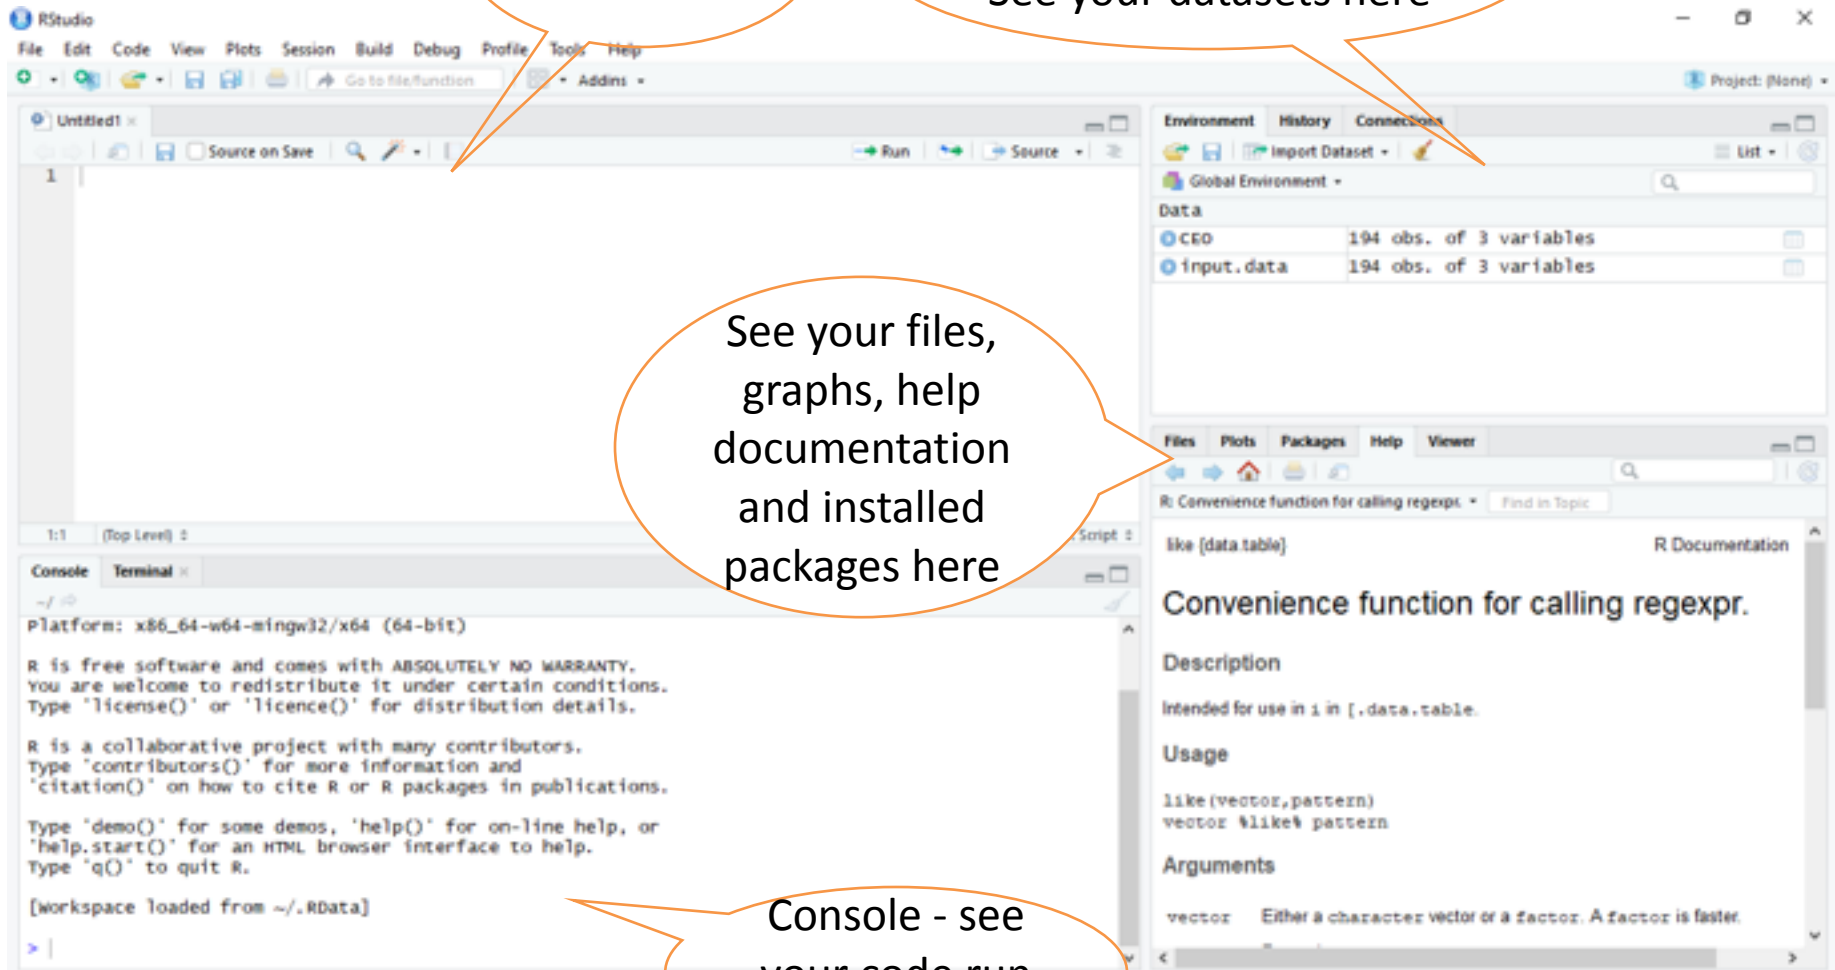 See your datasets here
RStudio
File Edit Code View Plots Session Build Debug Profile Tools Help
Go to file/function Addins
Project: (None)
Untitled1
Source on Save Run Source
1
1:1 (Top Level) Script
Environment History Connections
Import Dataset List
Global Environment
Data
CEO 194 obs. of 3 variables
input.data 194 obs. of 3 variables
See your files,
graphs, help
documentation
and installed
packages here
Files Plots Packages Help Viewer
R: Convenience function for calling regexpr. Find in Topic
like {data.table} R Documentation
Convenience function for calling regexpr.
Description
Intended for use in i in [.data.table.
Usage
like(vector,pattern)
vector %like% pattern
Arguments
vector Either a character vector or a factor. A factor is faster.
Console Terminal
~/
Platform: x86_64-w64-mingw32/x64 (64-bit)
R is free software and comes with ABSOLUTELY NO WARRANTY.
You are welcome to redistribute it under certain conditions.
Type 'license()' or 'licence()' for distribution details.
R is a collaborative project with many contributors.
Type 'contributors()' for more information and
'citation()' on how to cite R or R packages in publications.
Type 'demo()' for some demos, 'help()' for on-line help, or
'help.start()' for an HTML browser interface to help.
Type 'q()' to quit R.
[Workspace loaded from ~/.RData]
>
Console - see
your code run